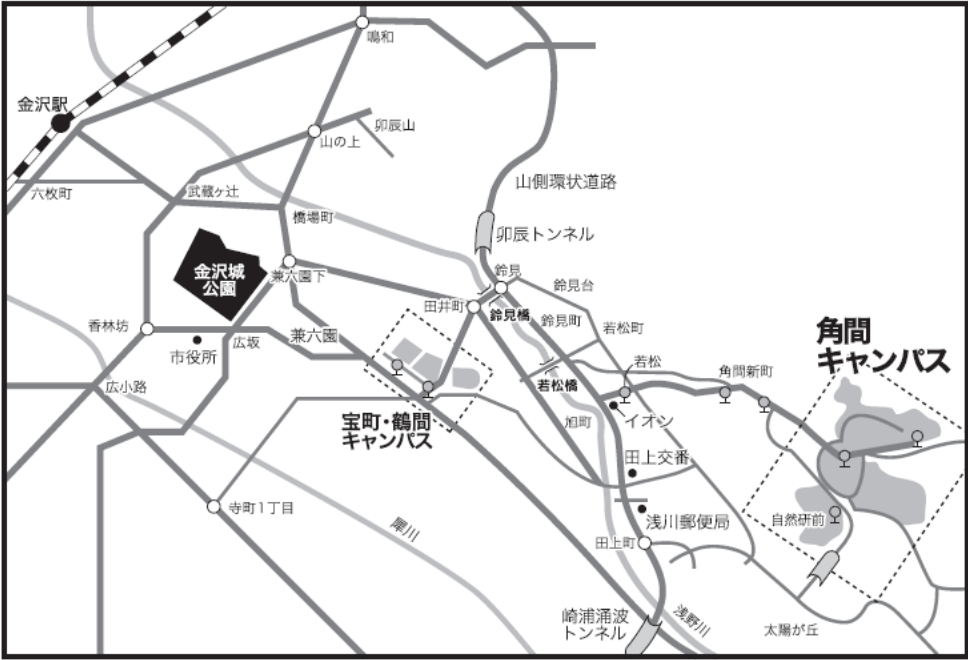 鳴和
金沢駅
卯辰山
山の上
六枚町
武蔵ヶ辻
山側環状道路
橋場町
卯辰トンネル
金沢城
公園
兼六園下
鈴見
鈴見台
田井町
鈴見橋
鈴見町
若松町
香林坊
市役所
広坂
兼六園
角間
キャンパス
若松
角間新町
広小路
若松橋
宝町・鶴間
キャンパス
旭町
イオン
田上交番
寺町1丁目
犀川
浅川郵便局
自然研前
田上町
崎浦涌波
トンネル
浅野川
太陽が丘